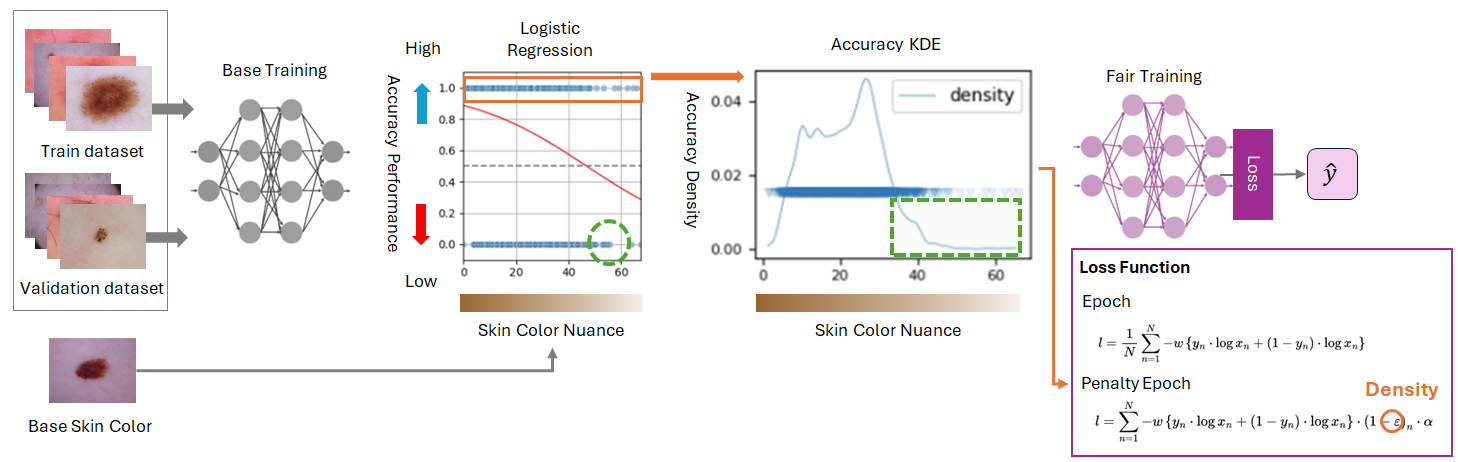 Train dataset
Validation dataset
Base Skin Color
Base Training
High
Accuracy Performance
Low
Logistic
Regression
1.0
0.8
0.6
0.4
0.2
0.0
0 20 40 60
Skin Color Nuance
Accuracy KDE
Accuracy Density
density
0.04
0.02
0.00
0 20 40 60
Skin Color Nuance
Fair Training
Loss
ŷ
Loss Function
Epoch
l = \frac{1}{N} \sum_{n=1}^{N} -w {y_n · log x_n + (1 − y_n) · log x_n}
Penalty Epoch
Density
l = \sum_{n=1}^{N} -w {y_n · log x_n + (1 − y_n) · log x_n} · (1 − ε)_n · α